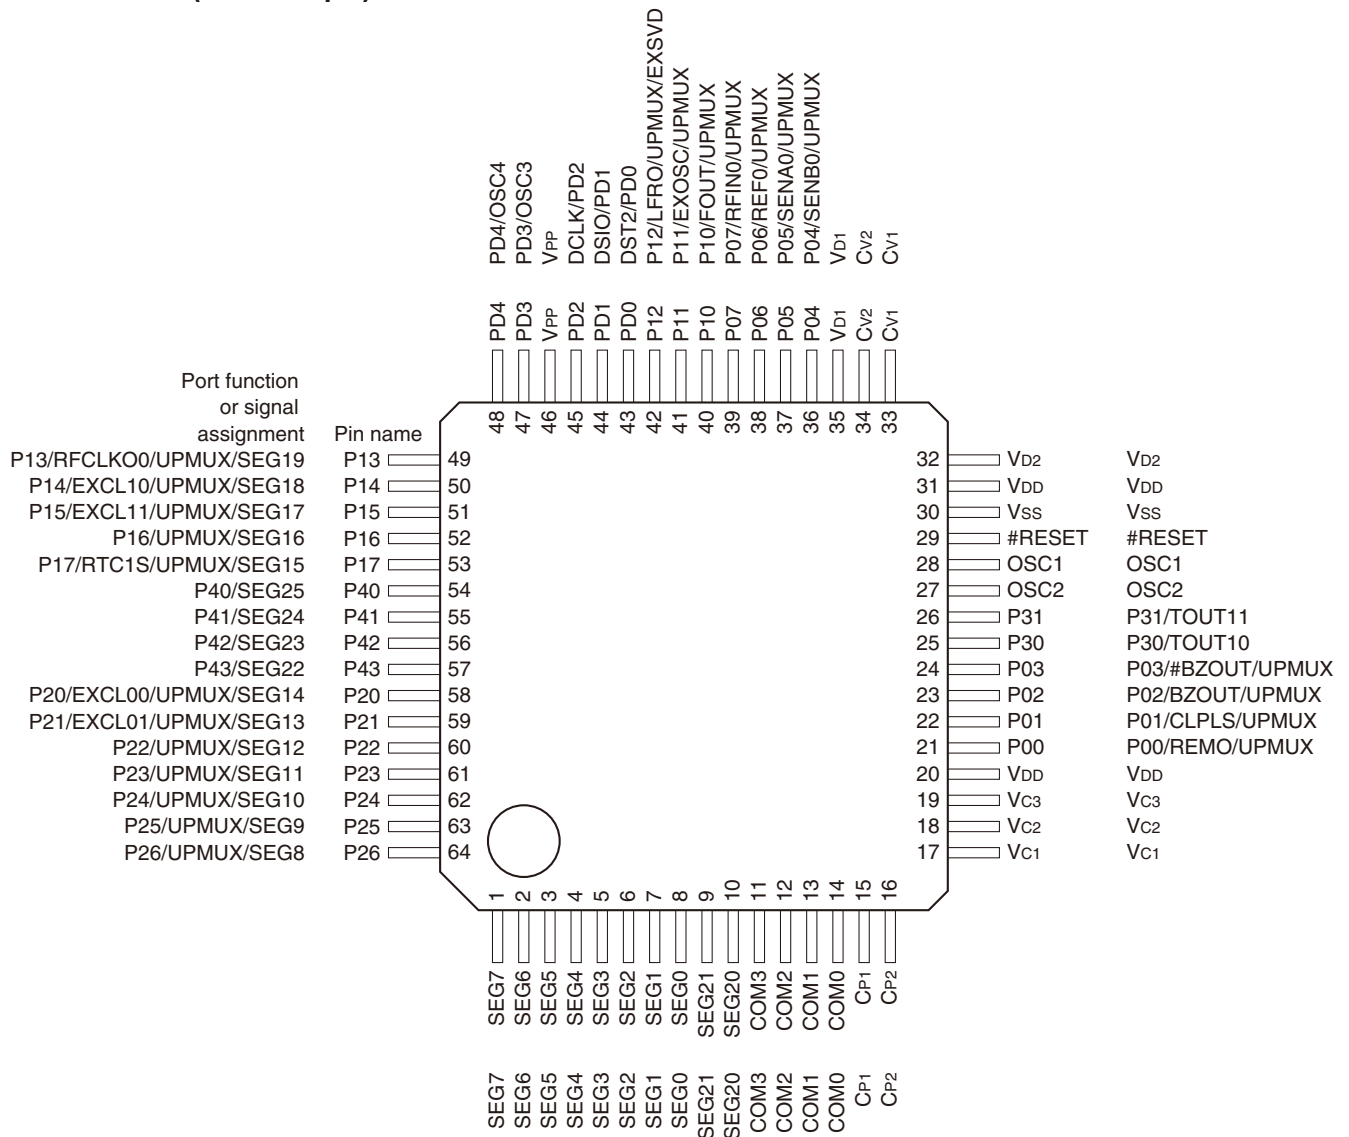 PD4/OSC4
PD3/OSC3
VPP
DCLK/PD2
DSIO/PD1
DST2/PD0
P12/LFRO/UPMUX/EXSVD
P11/EXOSC/UPMUX
P10/FOUT/UPMUX
P07/RFIN0/UPMUX
P06/REF0/UPMUX
P05/SENA0/UPMUX
P04/SENB0/UPMUX
VD1
CV2
CV1
PD4
PD3
VPP
PD2
PD1
PD0
P12
P11
P10
P07
P06
P05
P04
VD1
CV2
CV1
48 47 46 45 44 43 42 41 40 39 38 37 36 35 34 33
Port function
or signal
assignment Pin name
P13/RFCLKO0/UPMUX/SEG19 P13 49
P14/EXCL10/UPMUX/SEG18 P14 50
P15/EXCL11/UPMUX/SEG17 P15 51
P16/UPMUX/SEG16 P16 52
P17/RTC1S/UPMUX/SEG15 P17 53
P40/SEG25 P40 54
P41/SEG24 P41 55
P42/SEG23 P42 56
P43/SEG22 P43 57
P20/EXCL00/UPMUX/SEG14 P20 58
P21/EXCL01/UPMUX/SEG13 P21 59
P22/UPMUX/SEG12 P22 60
P23/UPMUX/SEG11 P23 61
P24/UPMUX/SEG10 P24 62
P25/UPMUX/SEG9 P25 63
P26/UPMUX/SEG8 P26 64
32 VD2 VD2
31 VDD VDD
30 VSS VSS
29 #RESET #RESET
28 OSC1 OSC1
27 OSC2 OSC2
26 P31 P31/TOUT11
25 P30 P30/TOUT10
24 P03 P03/#BZOUT/UPMUX
23 P02 P02/BZOUT/UPMUX
22 P01 P01/CLPLS/UPMUX
21 P00 P00/REMO/UPMUX
20 VDD VDD
19 VC3 VC3
18 VC2 VC2
17 VC1 VC1
1 2 3 4 5 6 7 8 9 10 11 12 13 14 15 16
SEG7
SEG6
SEG5
SEG4
SEG3
SEG2
SEG1
SEG0
SEG21
SEG20
COM3
COM2
COM1
COM0
CP1
CP2
SEG7
SEG6
SEG5
SEG4
SEG3
SEG2
SEG1
SEG0
SEG21
SEG20
COM3
COM2
COM1
COM0
CP1
CP2